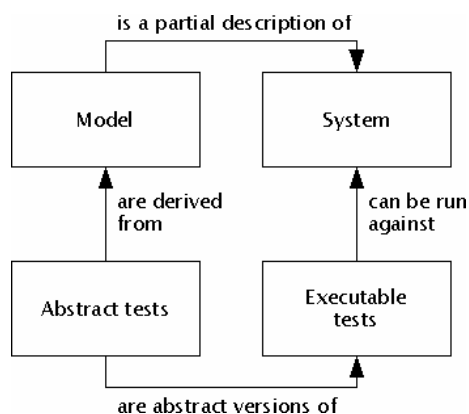 is a partial description of
Model
System
are derived
from
can be run
against
Abstract tests
Executable
tests
are abstract versions of